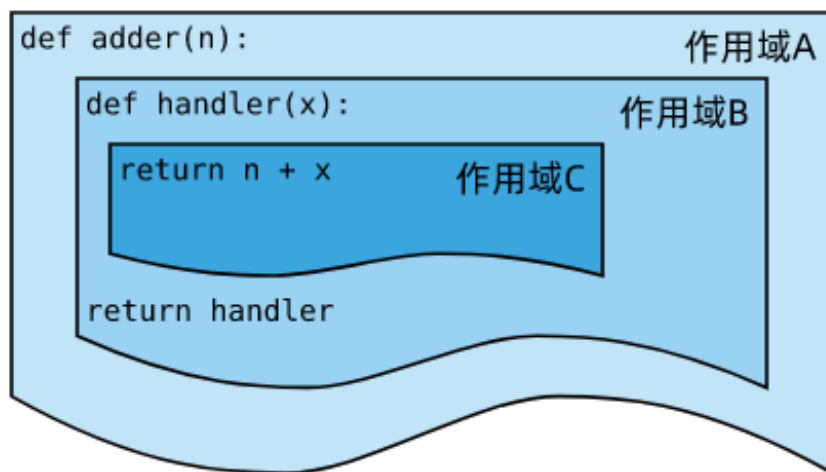 def adder(n):
作用域A
def handler(x):
作用域B
return n + x
作用域C
return handler